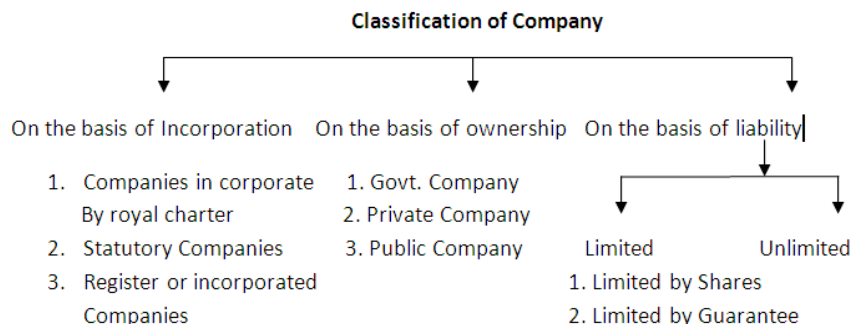 Classification of Company
On the basis of Incorporation
1. Companies in corporate
By royal charter
2. Statutory Companies
3. Register or incorporated
Companies
On the basis of ownership
1. Govt. Company
2. Private Company
3. Public Company
On the basis of liability
Limited
1. Limited by Shares
2. Limited by Guarantee
Unlimited